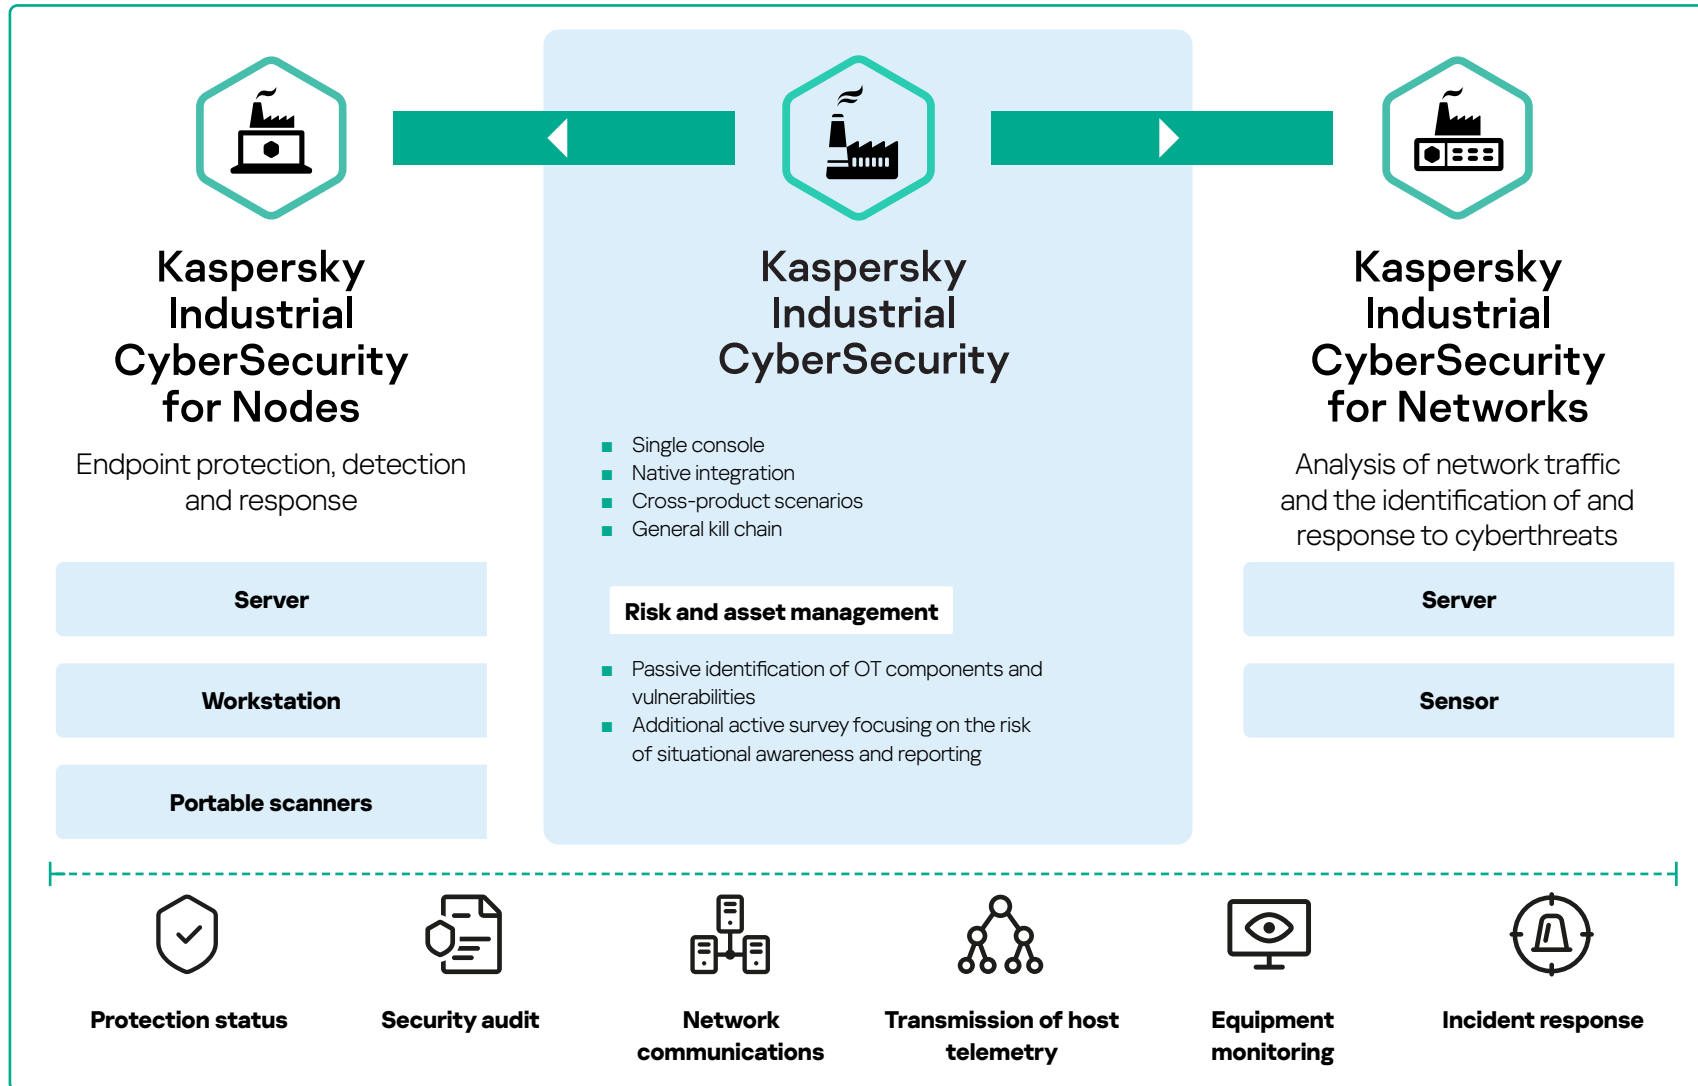 Kaspersky
Industrial
CyberSecurity
for Nodes
Endpoint protection, detection
and response
Server
Workstation
Portable scanners
Kaspersky
Industrial
CyberSecurity
Single console
Native integration
Cross-product scenarios
General kill chain
Risk and asset management
Passive identification of OT components and
vulnerabilities
Additional active survey focusing on the risk
of situational awareness and reporting
Kaspersky
Industrial
CyberSecurity
for Networks
Analysis of network traffic
and the identification of and
response to cyberthreats
Server
Sensor
Protection status
Security audit
Network
communications
Transmission of host
telemetry
Equipment
monitoring
Incident response